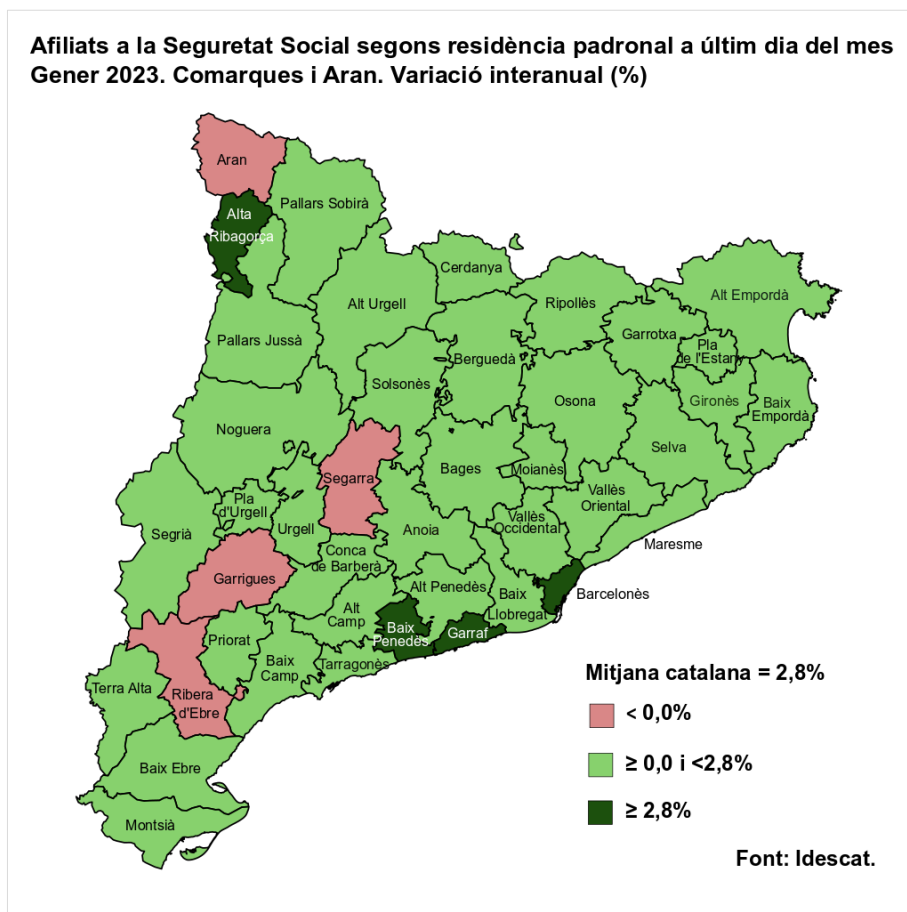 Afiliats a la Seguretat Social segons residència padronal a últim dia del mes
Gener 2023. Comarques i Aran. Variació interanual (%)
Aran
Pallars Sobirà
Alta
Ribagorça
Cerdanya
Alt Urgell
Ripollès
Alt Empordà
Pallars Jussà
Garrotxa
Pla
de l'Estany
Berguedà
Solsonès
Osona
Gironès
Baix
Empordà
Noguera
Selva
Segarra
Bages
Moianès
Pla
d'Urgell
Urgell
Segrià
Anoia
Vallès
Occidental
Vallès
Oriental
Maresme
Conca
de Barberà
Garrigues
Alt Penedès
Baix
Llobregat
Barcelonès
Alt
Camp
Baix
Penedès
Garraf
Priorat
Baix
Camp
Tarragonès
Terra Alta
Ribera
d'Ebre
Baix Ebre
Montsià
Mitjana catalana = 2,8%
< 0,0%
≥ 0,0 i <2,8%
≥ 2,8%
Font: Idescat.